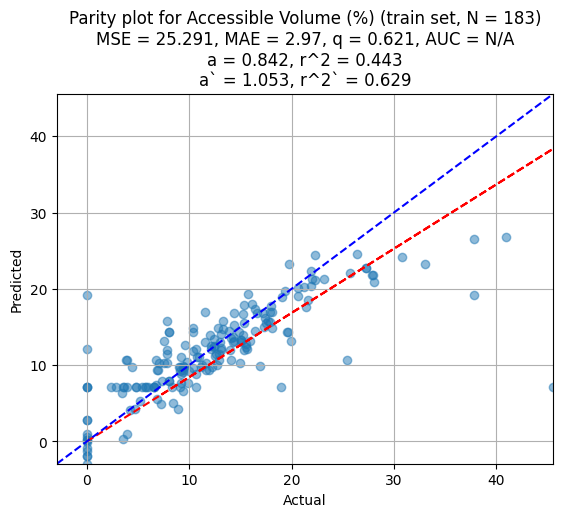 Parity plot for Accessible Volume (%) (train set, N = 183)
MSE = 25.291, MAE = 2.97, q = 0.621, AUC = N/A
a = 0.842, r^2 = 0.443
a` = 1.053, r^2` = 0.629
40
30
20
10
0
Predicted
0 10 20 30 40
Actual